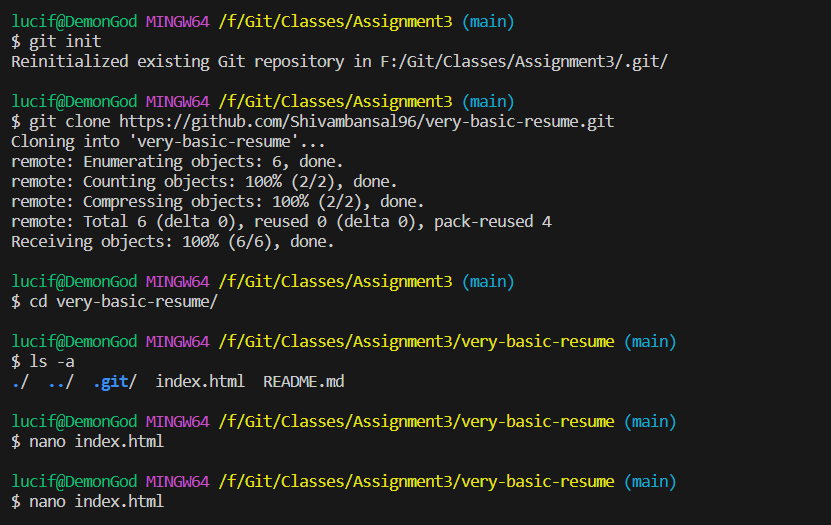 lucif@DemonGod MINGW64 /f/Git/Classes/Assignment3 (main)
$ git init
Reinitialized existing Git repository in F:/Git/Classes/Assignment3/.git/
lucif@DemonGod MINGW64 /f/Git/Classes/Assignment3 (main)
$ git clone https://github.com/Shivambansal96/very-basic-resume.git
Cloning into 'very-basic-resume'...
remote: Enumerating objects: 6, done.
remote: Counting objects: 100% (2/2), done.
remote: Compressing objects: 100% (2/2), done.
remote: Total 6 (delta 0), reused 0 (delta 0), pack-reused 4
Receiving objects: 100% (6/6), done.
lucif@DemonGod MINGW64 /f/Git/Classes/Assignment3 (main)
$ cd very-basic-resume/
lucif@DemonGod MINGW64 /f/Git/Classes/Assignment3/very-basic-resume (main)
$ ls -a
./  ../  .git/  index.html  README.md
lucif@DemonGod MINGW64 /f/Git/Classes/Assignment3/very-basic-resume (main)
$ nano index.html
lucif@DemonGod MINGW64 /f/Git/Classes/Assignment3/very-basic-resume (main)
$ nano index.html